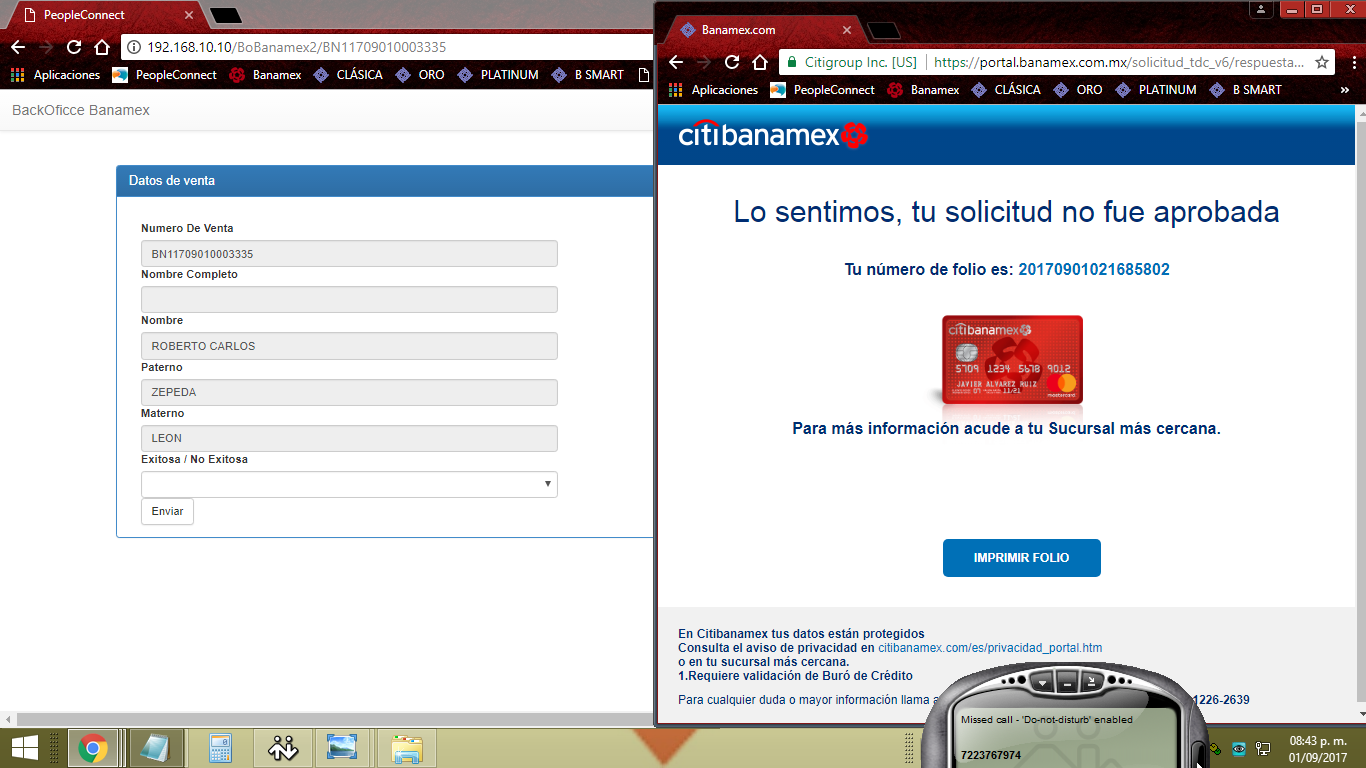 PeopleConnect
192.168.10.10/BoBanamex2/BN11709010003335
Aplicaciones PeopleConnect Banamex CLÁSICA ORO PLATINUM B SMART
BackOficce Banamex
Datos de venta
Numero De Venta
BN11709010003335
Nombre Completo
Nombre
ROBERTO CARLOS
Paterno
ZEPEDA
Materno
LEON
Exitosa / No Exitosa
Enviar
Banamex.com
Citigroup Inc. [US] https://portal.banamex.com.mx/solicitud_tdc_v6/respuesta...
Aplicaciones PeopleConnect Banamex CLÁSICA ORO PLATINUM B SMART »
citibanamex
Lo sentimos, tu solicitud no fue aprobada
Tu número de folio es: 20170901021685802
citibanamex
5709 1234 5678 9012
11/21
JAVIER ALVAREZ RUIZ
mastercard
Para más información acude a tu Sucursal más cercana.
IMPRIMIR FOLIO
En Citibanamex tus datos están protegidos
Consulta el aviso de privacidad en citibanamex.com/es/privacidad_portal.htm
o en tu sucursal más cercana.
1.Requiere validación de Buró de Crédito
Para cualquier duda o mayor información llama a 1226-2639
Missed call - 'Do-not-disturb' enabled
7223767974
08:43 p. m.
01/09/2017